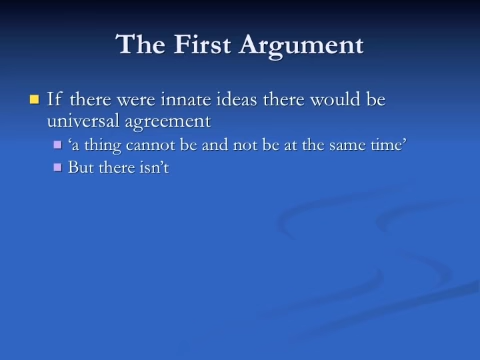 The First Argument
If there were innate ideas there would be
universal agreement
‘a thing cannot be and not be at the same time’
But there isn’t